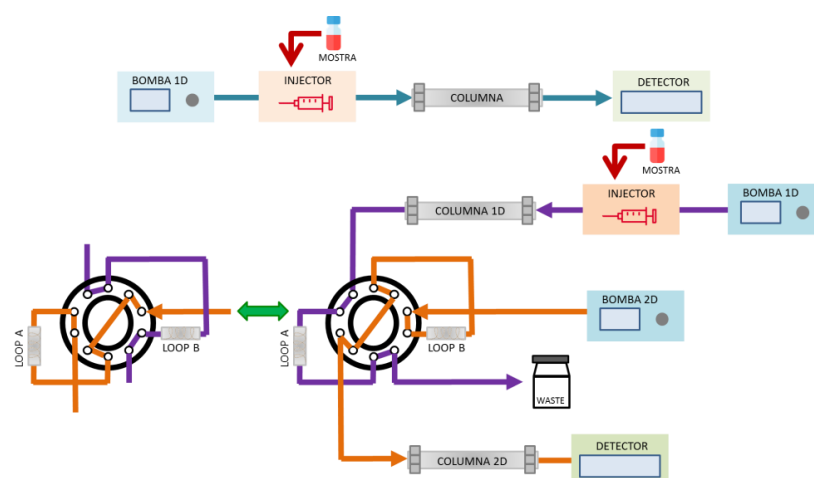 MOSTRA
BOMBA 1D
INJECTOR
COLUMNA
DETECTOR
MOSTRA
COLUMNA 1D
INJECTOR
BOMBA 1D
LOOP A
LOOP B
LOOP A
LOOP B
BOMBA 2D
WASTE
COLUMNA 2D
DETECTOR